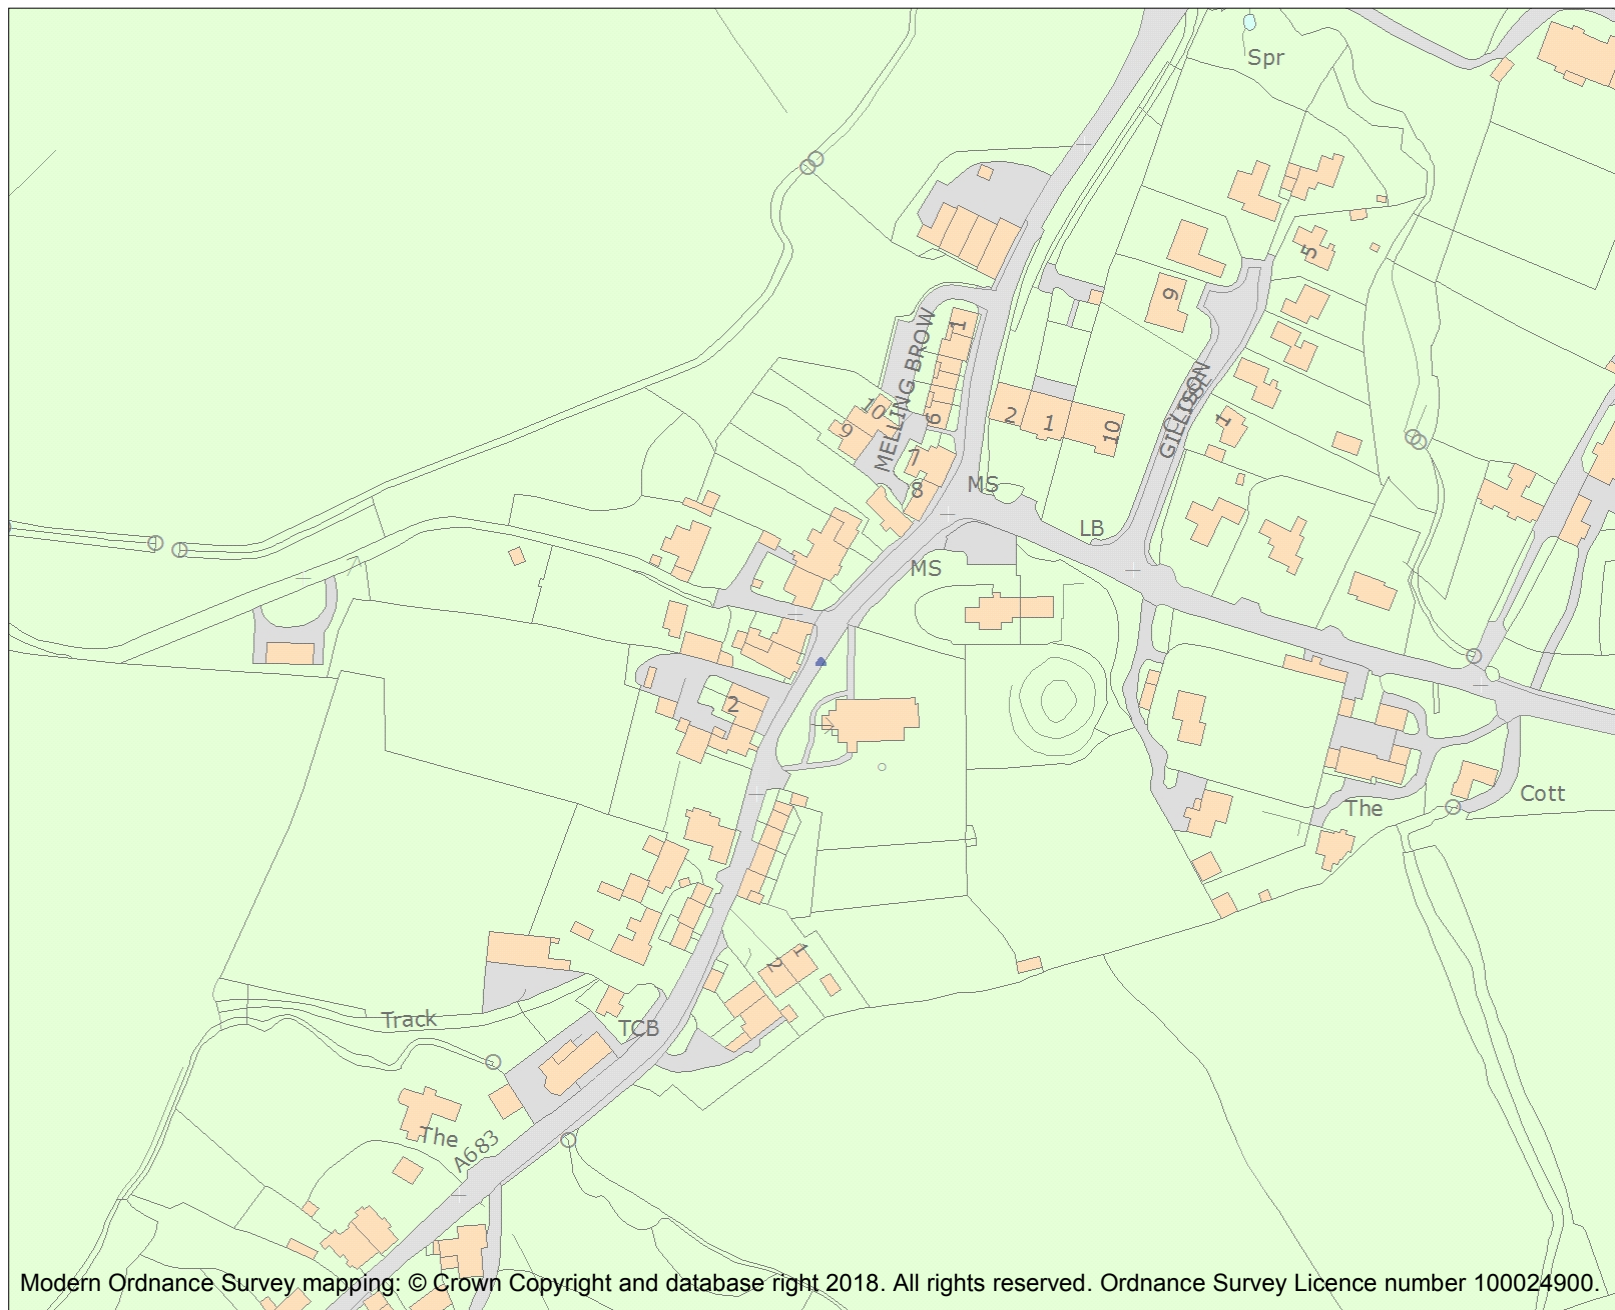 Spr
5
9
1
MELLING BROW
GILLISON
CLOSE
10
9
6
2
1
10
1
7
8
MS
LB
MS
2
The
Cott
1
2
Track
TCB
The
A683
Modern Ordnance Survey mapping: © Crown Copyright and database right 2018. All rights reserved. Ordnance Survey Licence number 100024900.